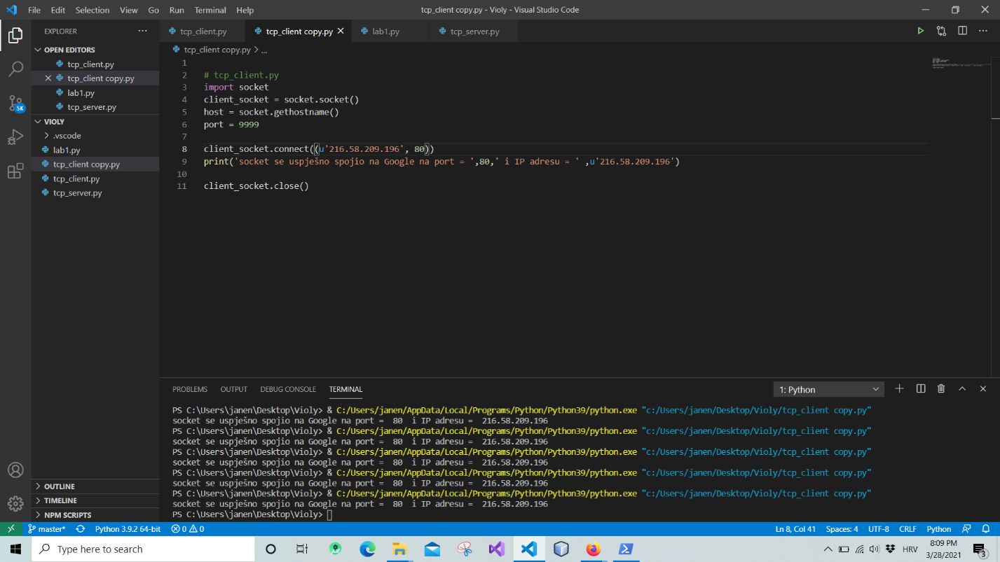 File Edit Selection View Go Run Terminal Help
tcp_client copy.py - Violy - Visual Studio Code
EXPLORER
OPEN EDITORS
tcp_client.py
tcp_client copy.py
lab1.py
tcp_server.py
VIOLY
.vscode
lab1.py
tcp_client copy.py
tcp_client.py
tcp_server.py
OUTLINE
TIMELINE
NPM SCRIPTS
5K
tcp_client.py tcp_client copy.py lab1.py tcp_server.py
tcp_client copy.py > ...
1
2 # tcp_client.py
3 import socket
4 client_socket = socket.socket()
5 host = socket.gethostname()
6 port = 9999
7
8 client_socket.connect((u'216.58.209.196', 80))
9 print('socket se uspješno spojio na Google na port = ',80,' i IP adresu = ' ,u'216.58.209.196')
10
11 client_socket.close()
PROBLEMS OUTPUT DEBUG CONSOLE TERMINAL
1: Python
PS C:\Users\janen\Desktop\Violy> & C:/Users/janen/AppData/Local/Programs/Python/Python39/python.exe "c:/Users/janen/Desktop/Violy/tcp_client copy.py"
socket se uspješno spojio na Google na port =  80  i IP adresu =  216.58.209.196
PS C:\Users\janen\Desktop\Violy> & C:/Users/janen/AppData/Local/Programs/Python/Python39/python.exe "c:/Users/janen/Desktop/Violy/tcp_client copy.py"
socket se uspješno spojio na Google na port =  80  i IP adresu =  216.58.209.196
PS C:\Users\janen\Desktop\Violy> & C:/Users/janen/AppData/Local/Programs/Python/Python39/python.exe "c:/Users/janen/Desktop/Violy/tcp_client copy.py"
socket se uspješno spojio na Google na port =  80  i IP adresu =  216.58.209.196
PS C:\Users\janen\Desktop\Violy> & C:/Users/janen/AppData/Local/Programs/Python/Python39/python.exe "c:/Users/janen/Desktop/Violy/tcp_client copy.py"
socket se uspješno spojio na Google na port =  80  i IP adresu =  216.58.209.196
PS C:\Users\janen\Desktop\Violy> & C:/Users/janen/AppData/Local/Programs/Python/Python39/python.exe "c:/Users/janen/Desktop/Violy/tcp_client copy.py"
socket se uspješno spojio na Google na port =  80  i IP adresu =  216.58.209.196
PS C:\Users\janen\Desktop\Violy>
master* Python 3.9.2 64-bit 0 0
Ln 8, Col 41 Spaces: 4 UTF-8 CRLF Python
Type here to search
HRV
8:09 PM
3/28/2021
3